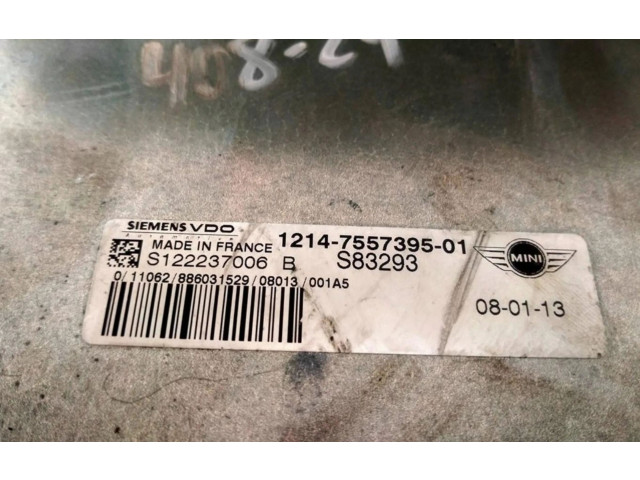 408-24
SIEMENS VDO
Automotive
MADE IN FRANCE 1214-7557395-01
S122237006 B S83293
MINI
0/11062/886031529/08013/001A5
08-01-13